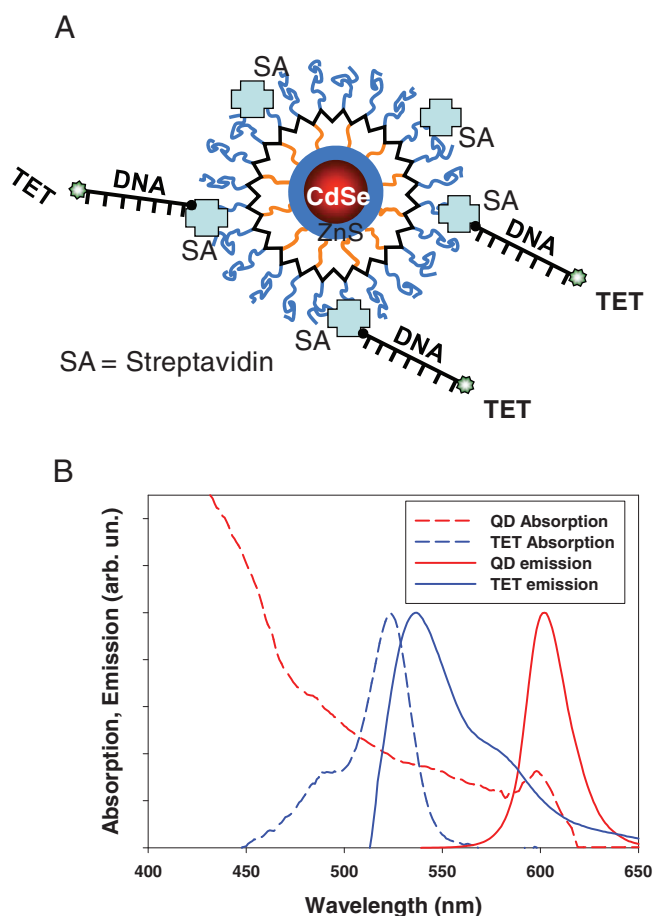 A
SA
SA
TET
DNA
CdSe
ZnS
SA
SA
DNA
TET
SA
DNA
SA = Streptavidin
TET
B
QD Absorption
TET Absorption
QD emission
TET emission
Absorption, Emission (arb. un.)
400 450 500 550 600 650
Wavelength (nm)